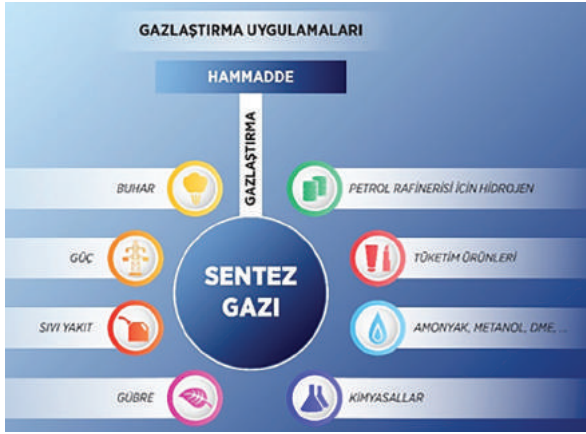 GAZLAŞTIRMA UYGULAMALARI
HAMMADDE
GAZLAŞTIRMA
BUHAR
PETROL RAFİNERİSİ İÇİN HİDROJEN
GÜÇ
TÜKETİM ÜRÜNLERİ
SENTEZ
GAZI
SIVI YAKIT
AMONYAK, METANOL, DME, ...
GÜBRE
KİMYASALLAR